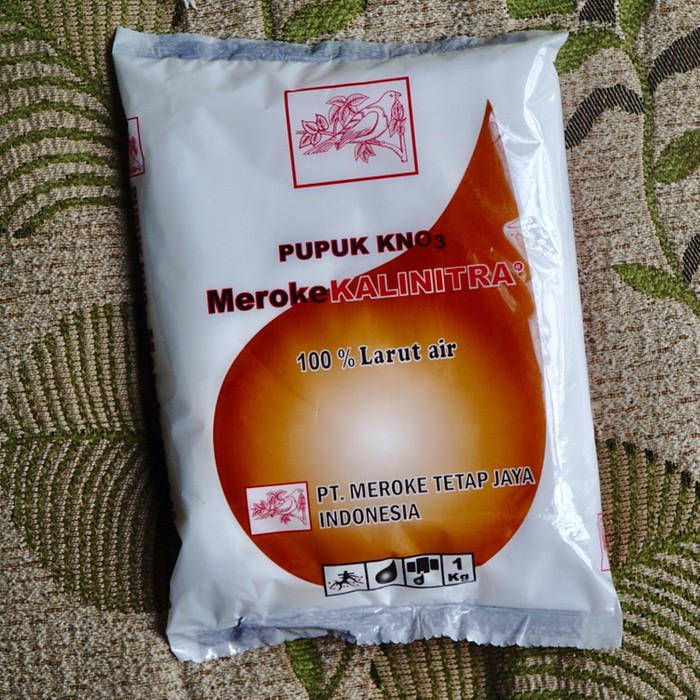 PUPUK KNO₃
MerokeKALINITRA®
100 % Larut air
PT. MEROKE TETAP JAYA
INDONESIA
1
Kg